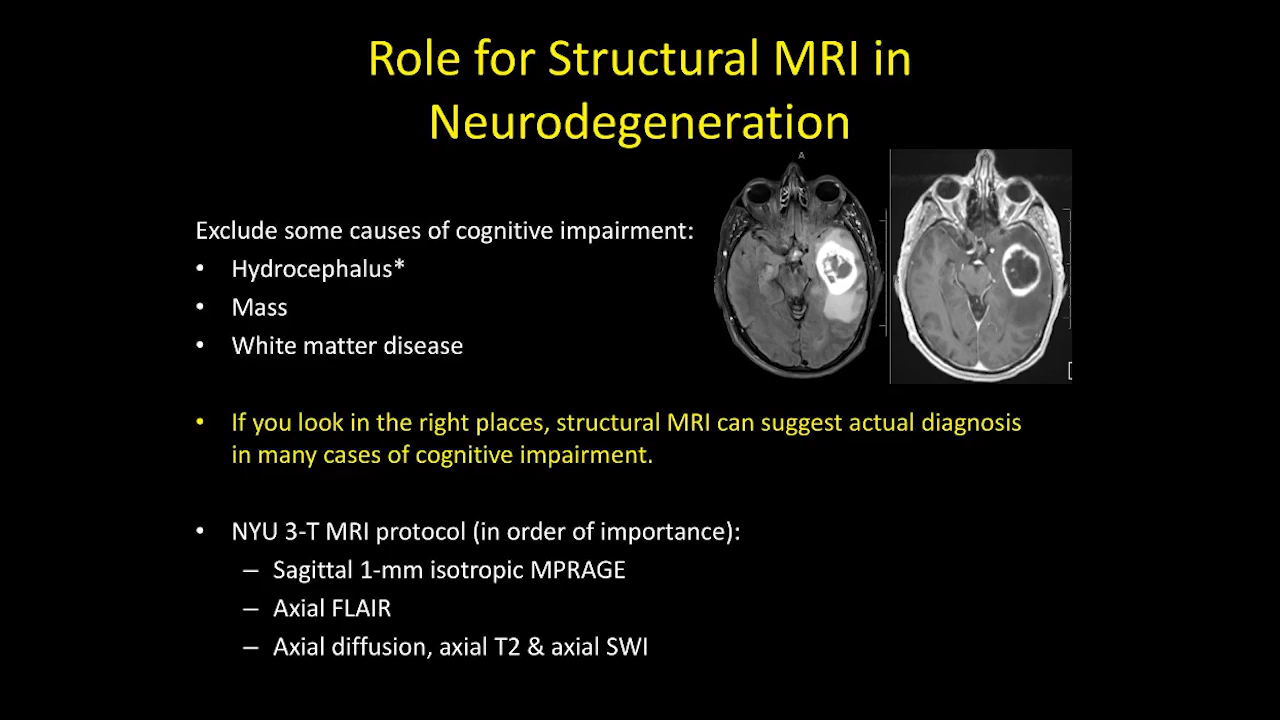 Role for Structural MRI in
Neurodegeneration
A
Exclude some causes of cognitive impairment:
• Hydrocephalus*
• Mass
• White matter disease
• If you look in the right places, structural MRI can suggest actual diagnosis
in many cases of cognitive impairment.
• NYU 3-T MRI protocol (in order of importance):
– Sagittal 1-mm isotropic MPRAGE
– Axial FLAIR
– Axial diffusion, axial T2 & axial SWI